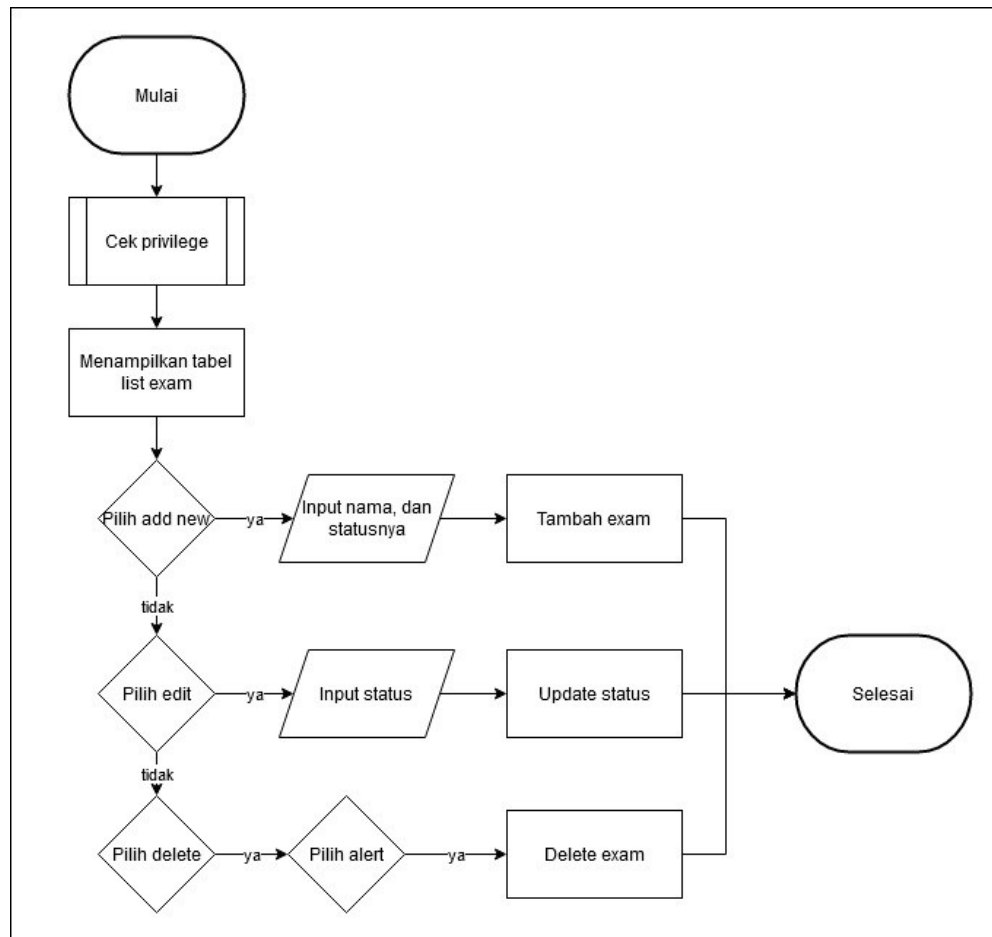 Mulai
Cek privilege
Menampilkan tabel
list exam
Pilih add new
ya
Input nama, dan
statusnya
Tambah exam
tidak
Pilih edit
ya
Input status
Update status
Selesai
tidak
Pilih delete
ya
Pilih alert
ya
Delete exam